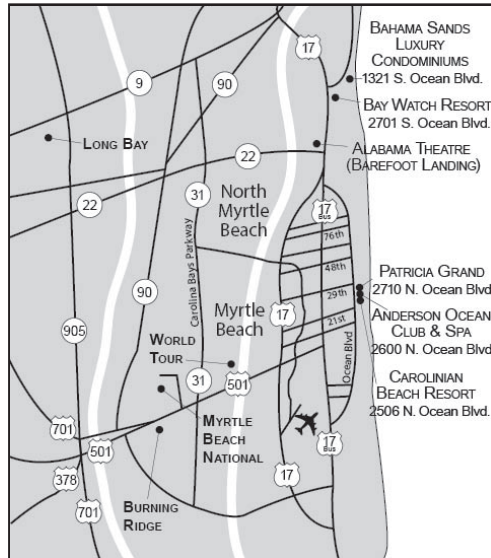 BAHAMA SANDS
LUXURY
CONDOMINIUMS
1321 S. OCEAN BLVD.
BAY WATCH RESORT
2701 S. OCEAN BLVD.
ALABAMA THEATRE
(BAREFOOT LANDING)
17
9
90
LONG BAY
22
31
North
Myrtle
Beach
17
Bus
76th
22
Carolina Bays Parkway
48th
PATRICIA GRAND
2710 N. OCEAN BLVD.
90
29th
ANDERSON OCEAN
CLUB & SPA
2600 N. OCEAN BLVD.
Myrtle
Beach
17
21st
905
WORLD
TOUR
Ocean Blvd
CAROLINIAN
BEACH RESORT
2506 N. OCEAN BLVD.
31
501
701
501
MYRTLE
BEACH
NATIONAL
17
Bus
378
17
BURNING
RIDGE
701